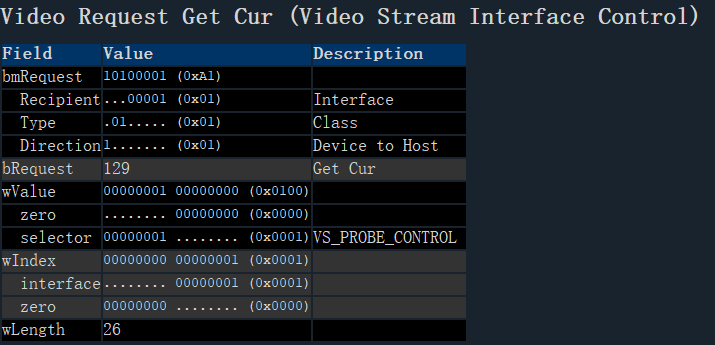 Video Request Get Cur (Video Stream Interface Control)
Field Value Description
bmRequest 10100001 (0xA1)
Recipient ...00001 (0x01) Interface
Type .01..... (0x01) Class
Direction 1....... (0x01) Device to Host
bRequest 129 Get Cur
wValue 00000001 00000000 (0x0100)
zero ........ 00000000 (0x0000)
selector 00000001 ........ (0x0001) VS_PROBE_CONTROL
wIndex 00000000 00000001 (0x0001)
interface ........ 00000001 (0x0001)
zero 00000000 ........ (0x0000)
wLength 26